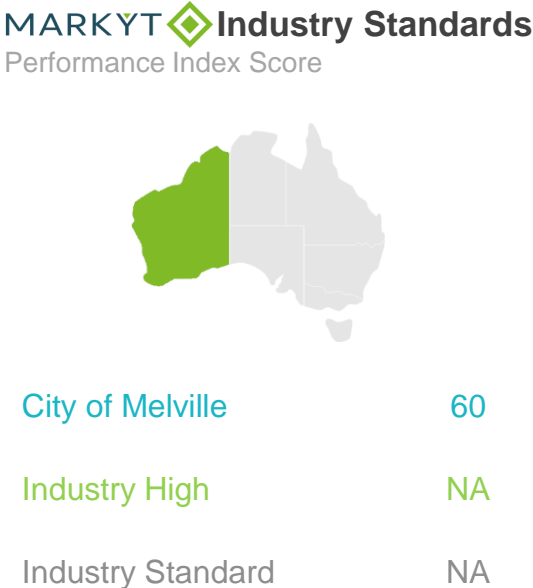 MARKYT Industry Standards
Performance Index Score
City of Melville 60
Industry High NA
Industry Standard NA